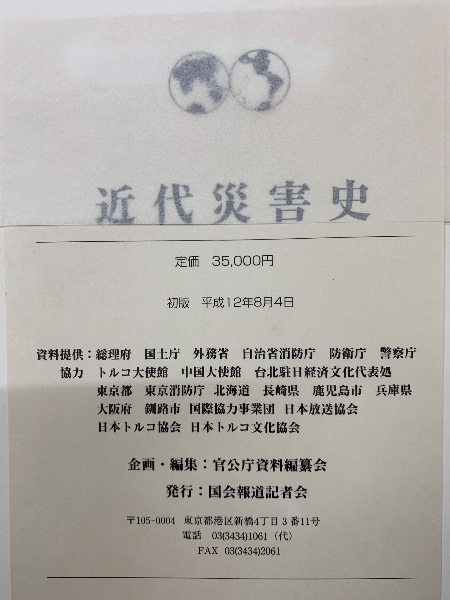 近代災害史
定価　35,000円
初版　平成12年8月4日
資料提供：総理府　国土庁　外務省　自治省消防庁　防衛庁　警察庁
協力　トルコ大使館　中国大使館　台北駐日経済文化代表処
東京都　東京消防庁　北海道　長崎県　鹿児島市　兵庫県
大阪府　釧路市　国際協力事業団　日本放送協会
日本トルコ協会　日本トルコ文化協会
企画・編集：官公庁資料編纂会
発行：国会報道記者会
〒105-0004　東京都港区新橋4丁目3番11号
電話　03(3434)1061（代）
FAX　03(3434)2061